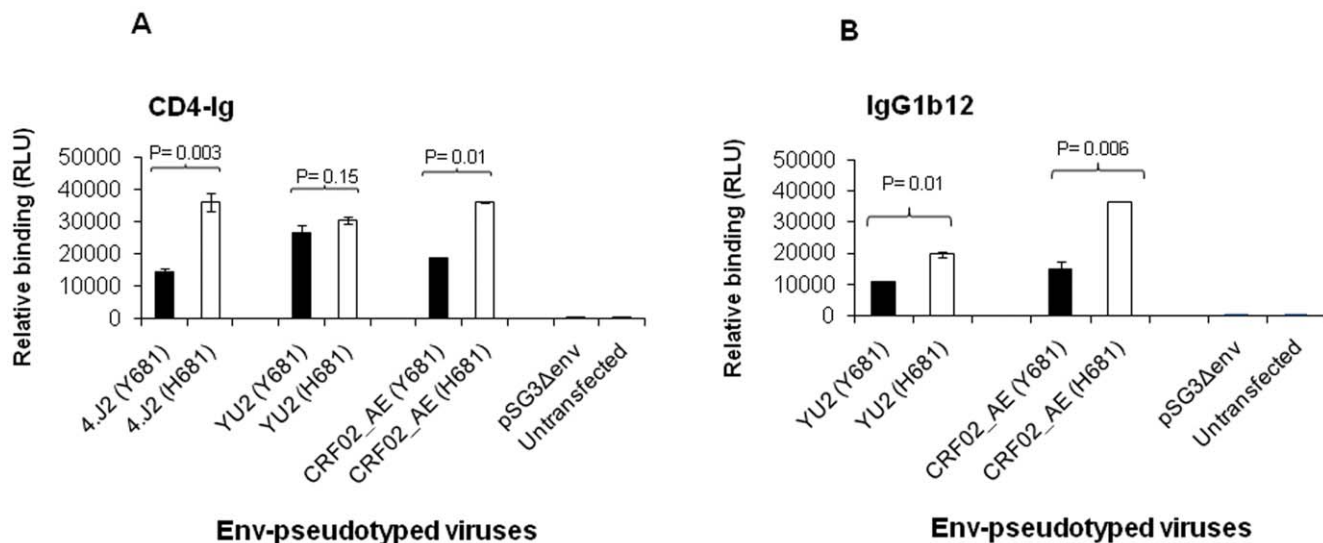 A
CD4-Ig
Relative binding (RLU)
50000
40000
30000
20000
10000
0
P= 0.003
P= 0.15
P= 0.01
4.J2 (Y681)
4.J2 (H681)
YU2 (Y681)
YU2 (H681)
CRF02_AE (Y681)
CRF02_AE (H681)
pSG3Δenv
Untransfected
Env-pseudotyped viruses
B
IgG1b12
Relative binding (RLU)
50000
40000
30000
20000
10000
0
P= 0.01
P= 0.006
YU2 (Y681)
YU2 (H681)
CRF02_AE (Y681)
CRF02_AE (H681)
pSG3Δenv
Untransfected
Env-pseudotyped viruses